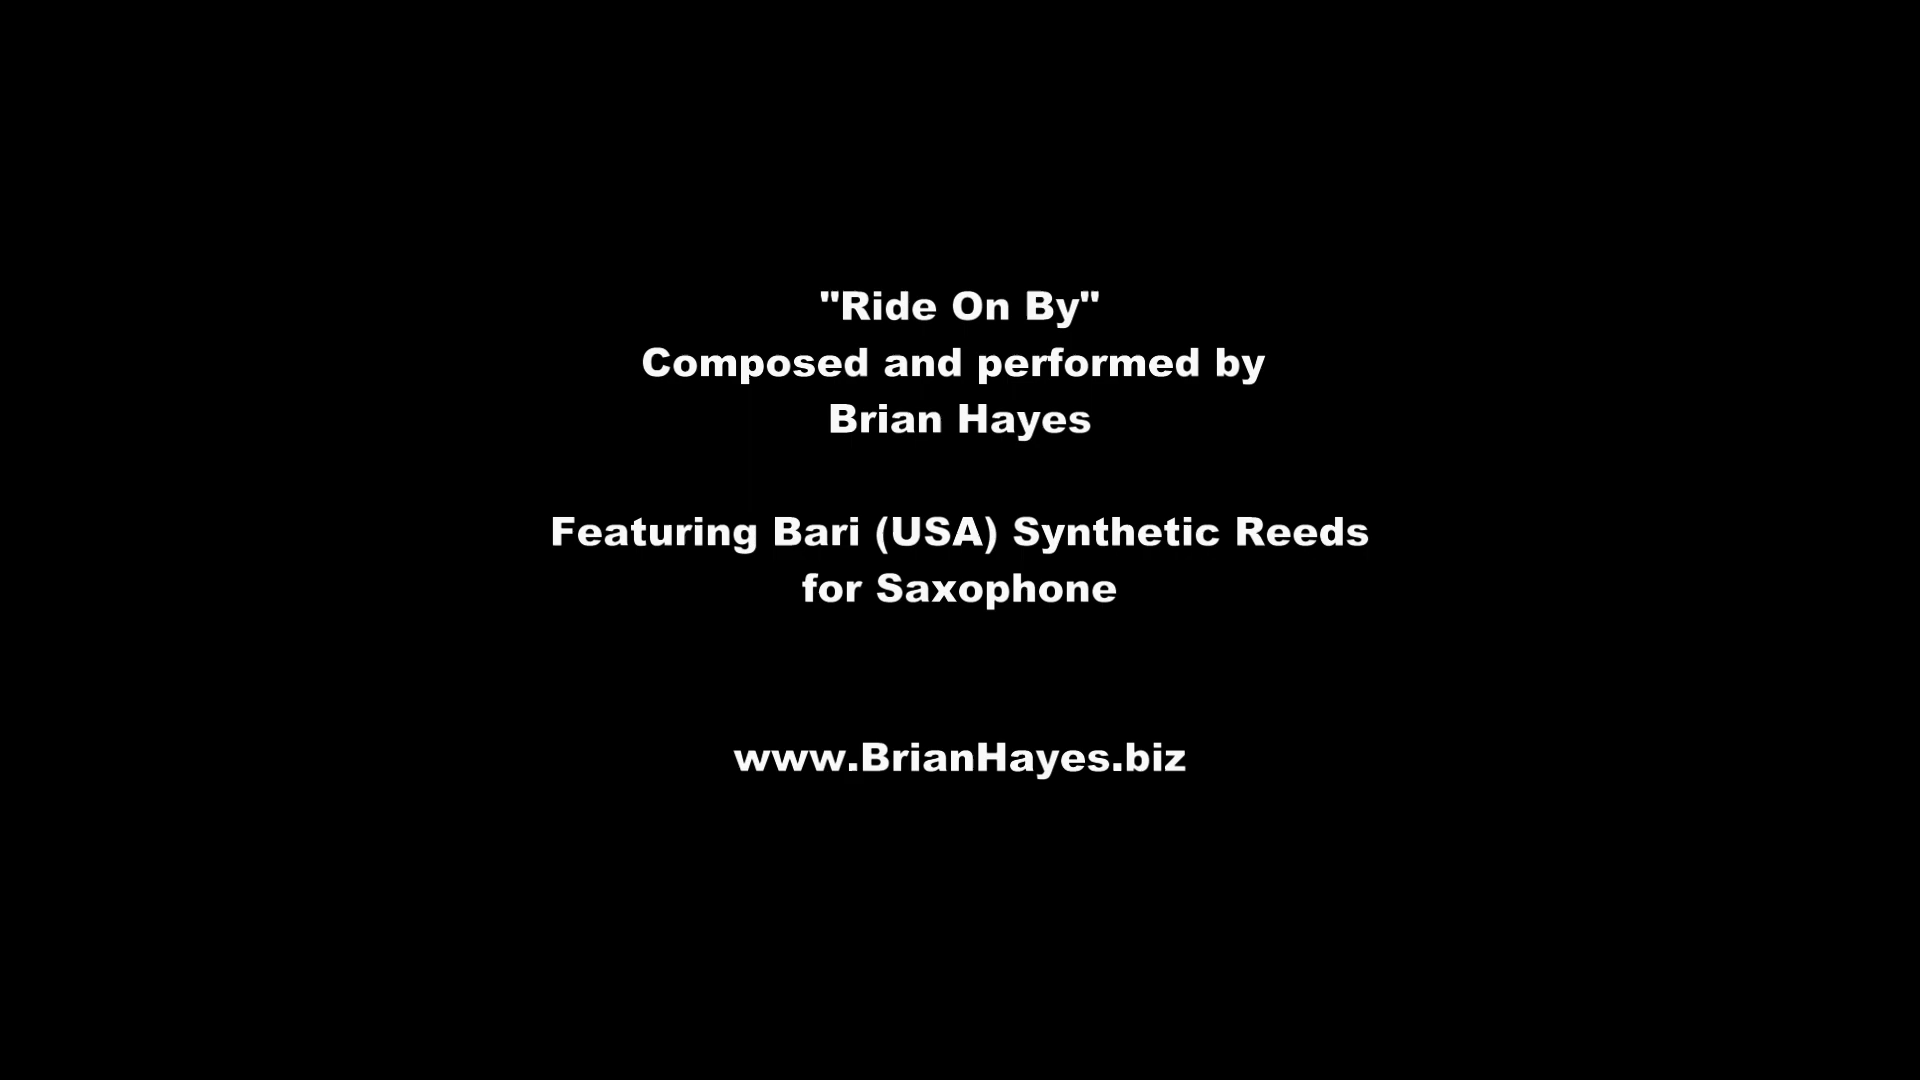 "Ride On By"
Composed and performed by
Brian Hayes
Featuring Bari (USA) Synthetic Reeds
for Saxophone
www.BrianHayes.biz